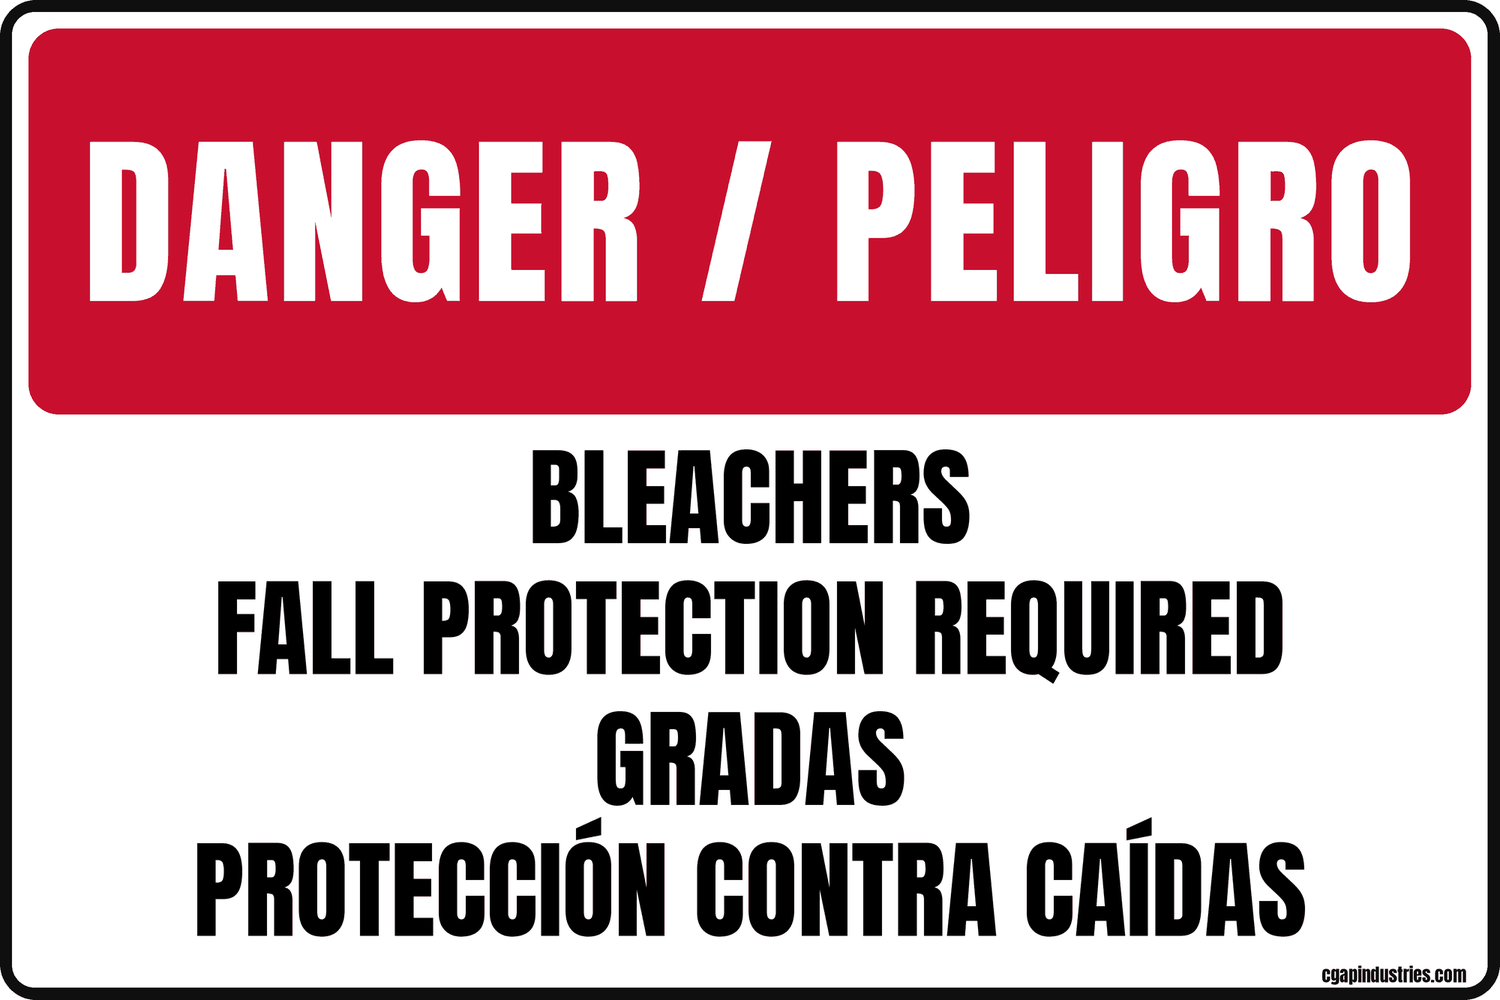 DANGER / PELIGRO
BLEACHERS
FALL PROTECTION REQUIRED
GRADAS
PROTECCIÓN CONTRA CAÍDAS
cgapindustries.com